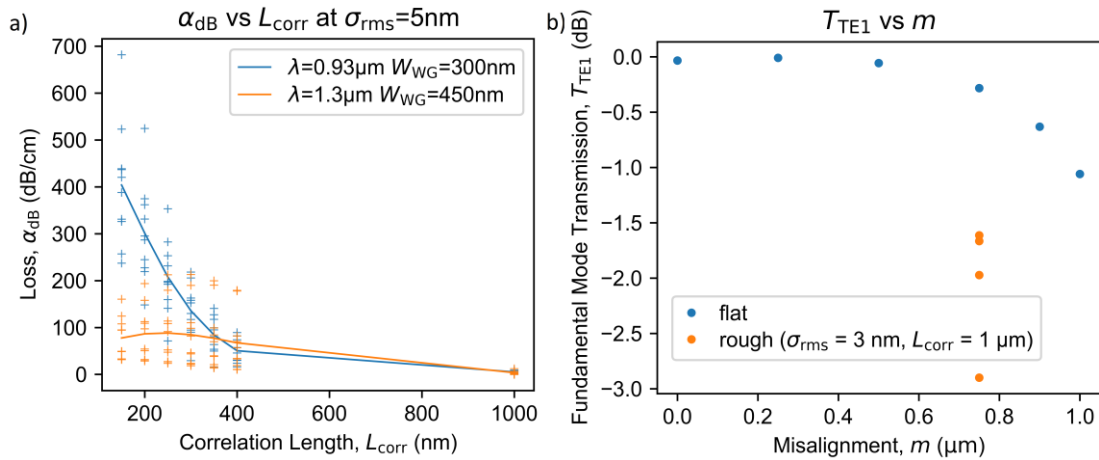 a)
α_dB vs L_corr at σ_rms=5nm
700
600
500
400
300
200
100
0
Loss, α_dB (dB/cm)
λ=0.93µm W_WG=300nm
λ=1.3µm W_WG=450nm
200
400
600
800
1000
Correlation Length, L_corr (nm)
b)
T_TE1 vs m
0.0
−0.5
−1.0
−1.5
−2.0
−2.5
−3.0
Fundamental Mode Transmission, T_TE1 (dB)
flat
rough (σ_rms = 3 nm, L_corr = 1 µm)
0.0
0.2
0.4
0.6
0.8
1.0
Misalignment, m (µm)